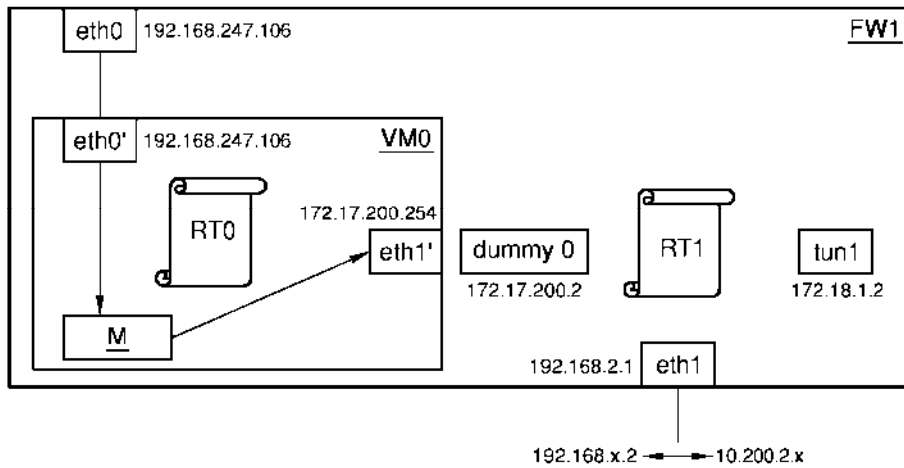 eth0 192.168.247.106 FW1
eth0' 192.168.247.106 VM0
RT0 172.17.200.254
eth1' dummy 0 RT1 tun1
172.17.200.2 172.18.1.2
M
192.168.2.1 eth1
192.168.x.2 10.200.2.x